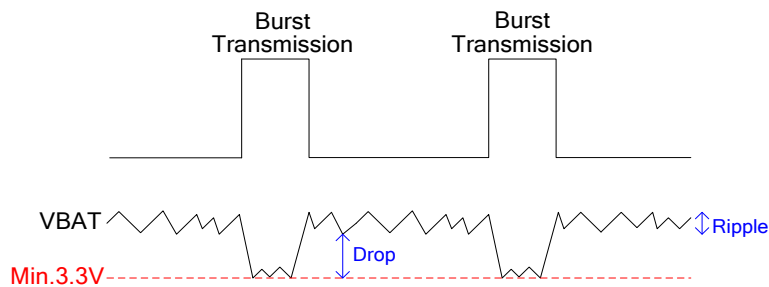 Burst
Transmission
Burst
Transmission
VBAT
Ripple
Drop
Min.3.3V